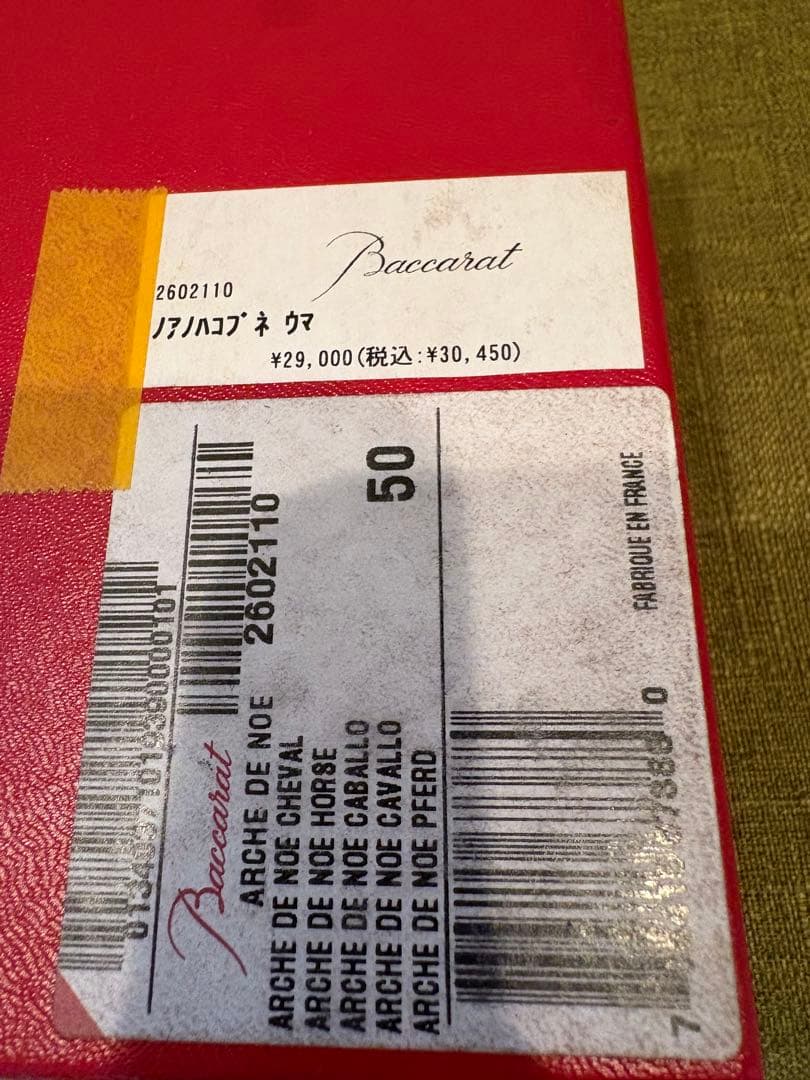 Baccarat
2602110
ﾉｱﾉﾊｺﾌﾞﾈ ｳﾏ
¥29,000(税込:¥30,450)
2602110
50
Baccarat
ARCHE DE NOE
ARCHE DE NOE CHEVAL
ARCHE DE NOE HORSE
ARCHE DE NOE CABALLO
ARCHE DE NOE CAVALLO
ARCHE DE NOE PFERD
FABRIQUE EN FRANCE